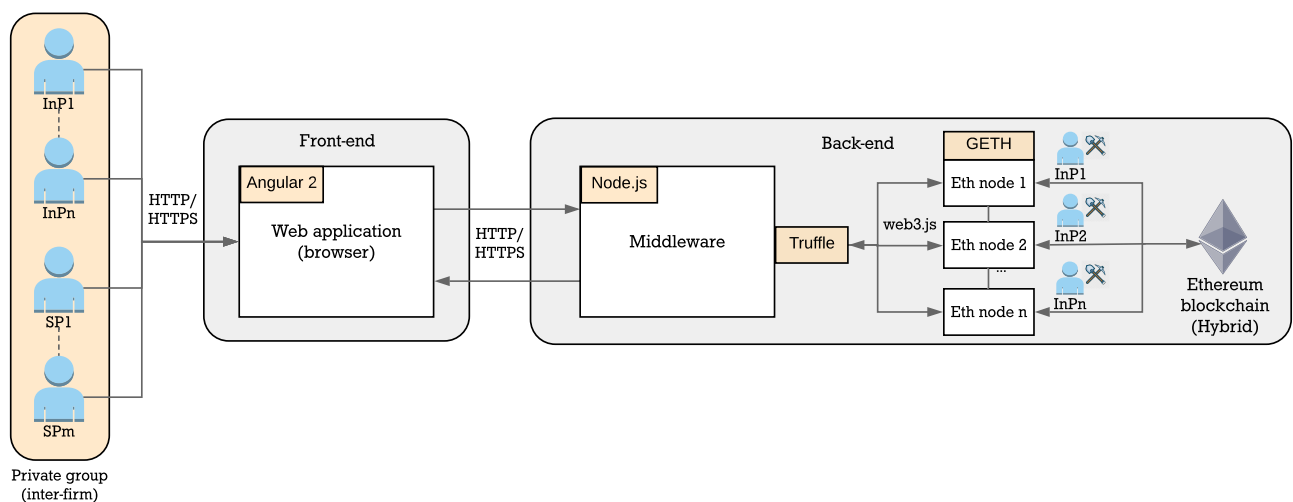 InP1
InPn
SP1
SPm
Private group
(inter-firm)
HTTP/
HTTPS
Front-end
Angular 2
Web application
(browser)
HTTP/
HTTPS
Back-end
Node.js
Middleware
Truffle
web3.js
GETH
Eth node 1
Eth node 2
...
Eth node n
InP1
InP2
InPn
Ethereum
blockchain
(Hybrid)